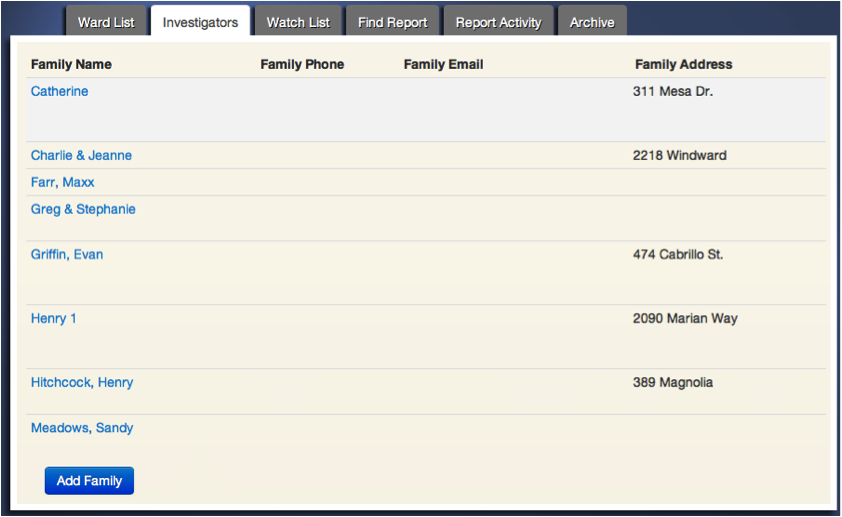 Ward List Investigators Watch List Find Report Report Activity Archive
Family Name Family Phone Family Email Family Address
Catherine 311 Mesa Dr.
Charlie & Jeanne 2218 Windward
Farr, Maxx
Greg & Stephanie
Griffin, Evan 474 Cabrillo St.
Henry 1 2090 Marian Way
Hitchcock, Henry 389 Magnolia
Meadows, Sandy
Add Family